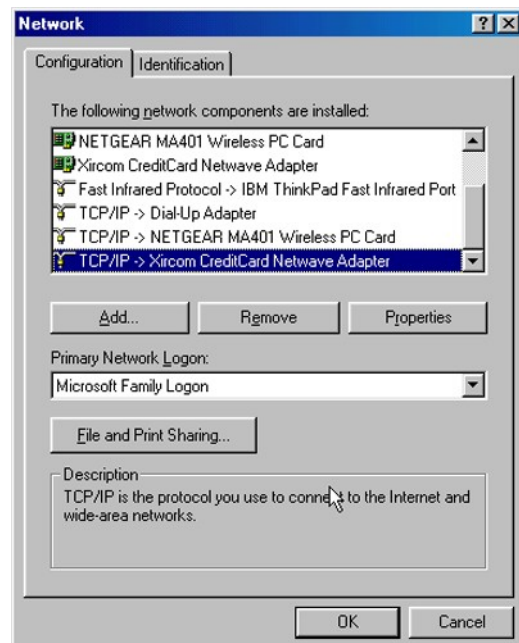 Network
Configuration
Identification
The following network components are installed:
NETGEAR MA401 Wireless PC Card
Xircom CreditCard Netwave Adapter
Fast Infrared Protocol -> IBM ThinkPad Fast Infrared Port
TCP/IP -> Dial-Up Adapter
TCP/IP -> NETGEAR MA401 Wireless PC Card
TCP/IP -> Xircom CreditCard Netwave Adapter
Add...
Remove
Properties
Primary Network Logon:
Microsoft Family Logon
File and Print Sharing...
Description
TCP/IP is the protocol you use to connect to the Internet and
wide-area networks.
OK
Cancel